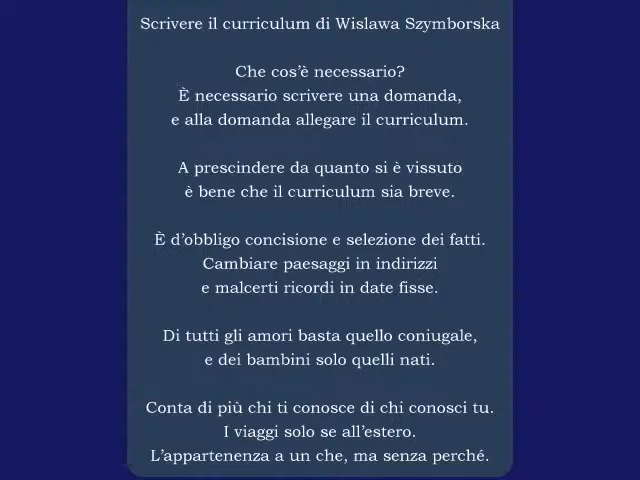 Scrivere il curriculum di Wislawa Szymborska
Che cos'è necessario?
È necessario scrivere una domanda,
e alla domanda allegare il curriculum.
A prescindere da quanto si è vissuto
è bene che il curriculum sia breve.
È d'obbligo concisione e selezione dei fatti.
Cambiare paesaggi in indirizzi
e malcerti ricordi in date fisse.
Di tutti gli amori basta quello coniugale,
e dei bambini solo quelli nati.
Conta di più chi ti conosce di chi conosci tu.
I viaggi solo se all'estero.
L'appartenenza a un che, ma senza perché.